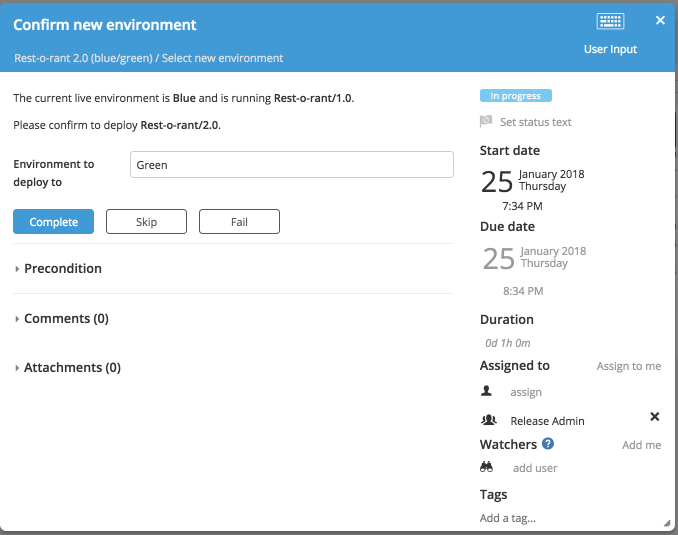 Confirm new environment
User Input
Rest-o-rant 2.0 (blue/green) / Select new environment
The current live environment is Blue and is running Rest-o-rant/1.0.
Please confirm to deploy Rest-o-rant/2.0.
Environment to
deploy to
Green
Complete
Skip
Fail
Precondition
Comments (0)
Attachments (0)
In progress
Set status text
Start date
25
January 2018
Thursday
7:34 PM
Due date
25
January 2018
Thursday
8:34 PM
Duration
0d 1h 0m
Assigned to
Assign to me
assign
Release Admin
Watchers ?
Add me
add user
Tags
Add a tag...